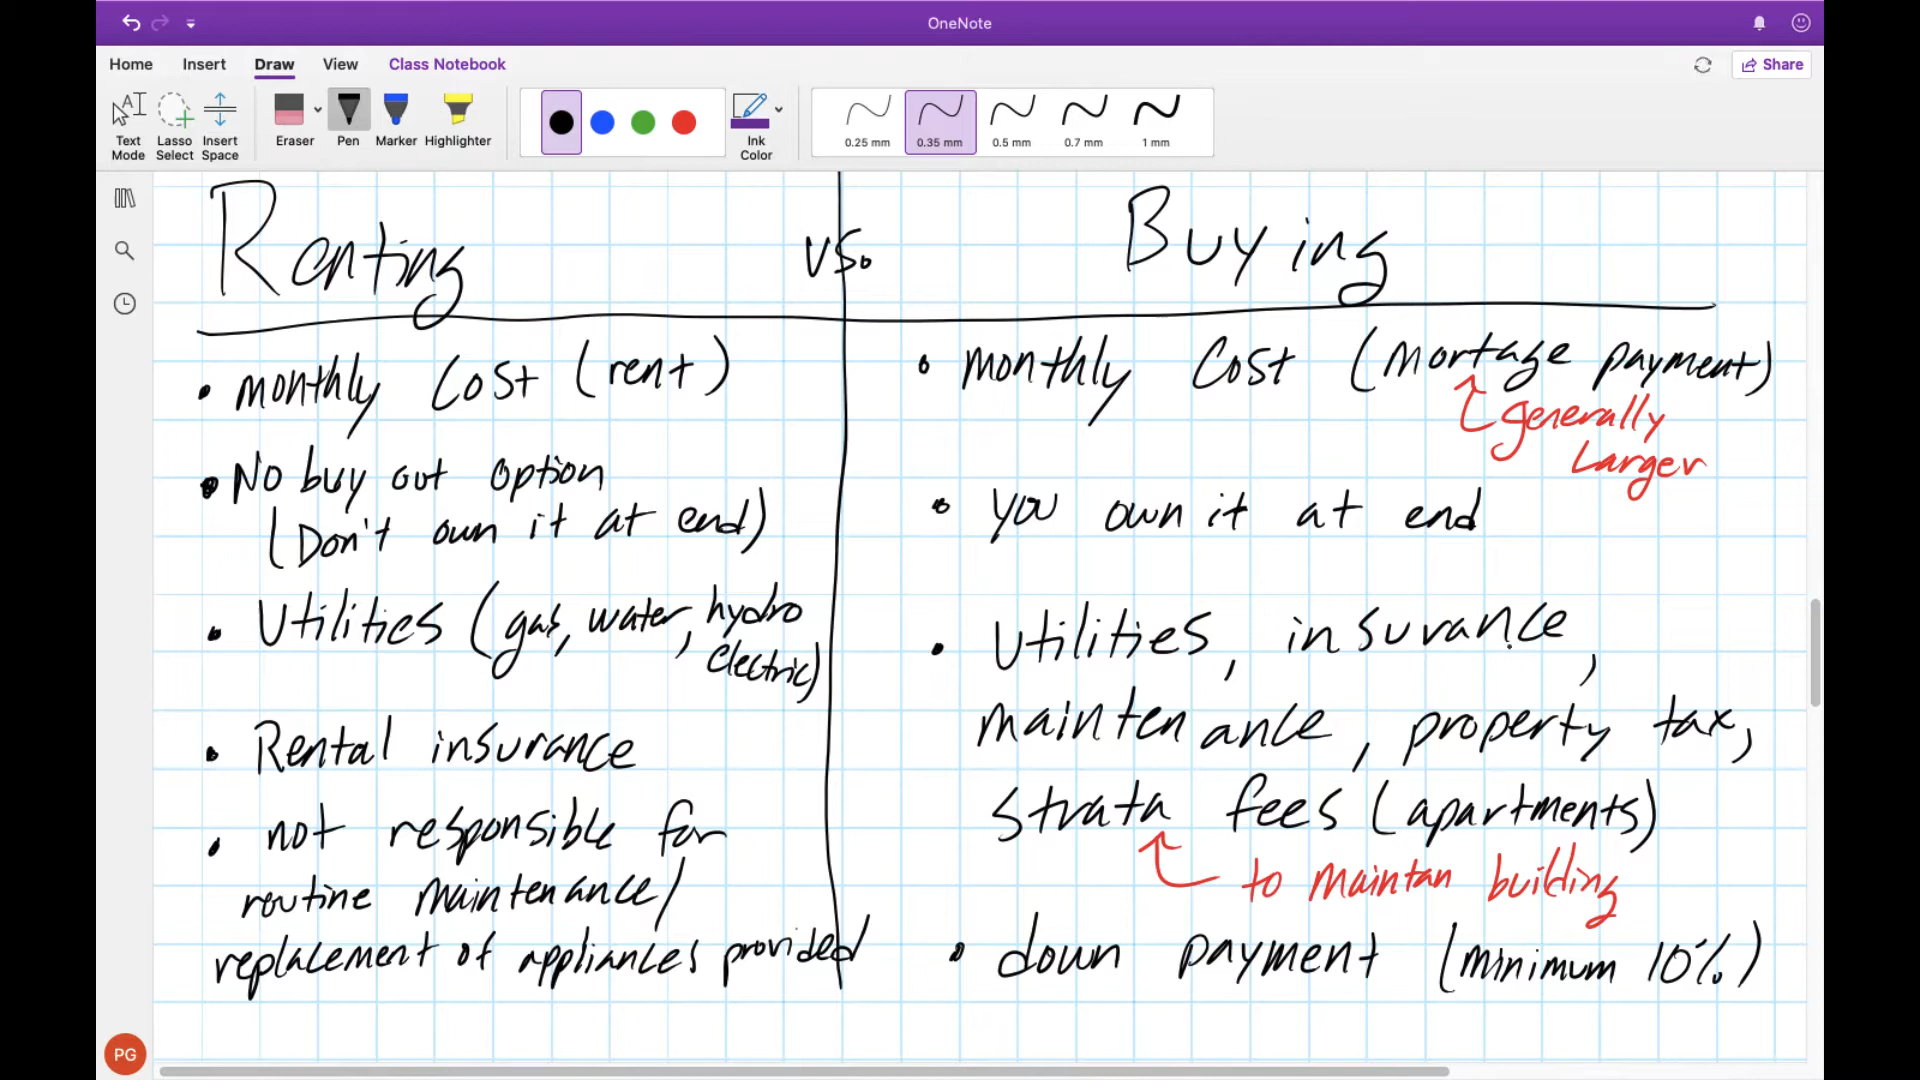 OneNote
Home Insert Draw View Class Notebook
Share
Text Mode
Lasso Select
Insert Space
Eraser
Pen
Marker
Highlighter
Ink Color
0.25 mm
0.35 mm
0.5 mm
0.7 mm
1 mm
Renting vs. Buying
• monthly cost (rent)
• No buy out option
(Don't own it at end)
• Utilities (gas, water, hydro
electric)
• Rental insurance
• not responsible for
routine maintenance/
replacement of appliances provided
• monthly cost (mortage payment)
generally
Larger
• you own it at end
• Utilities, insurance,
maintenance, property tax,
strata fees (apartments)
to maintan building
• down payment (minimum 10%)
PG